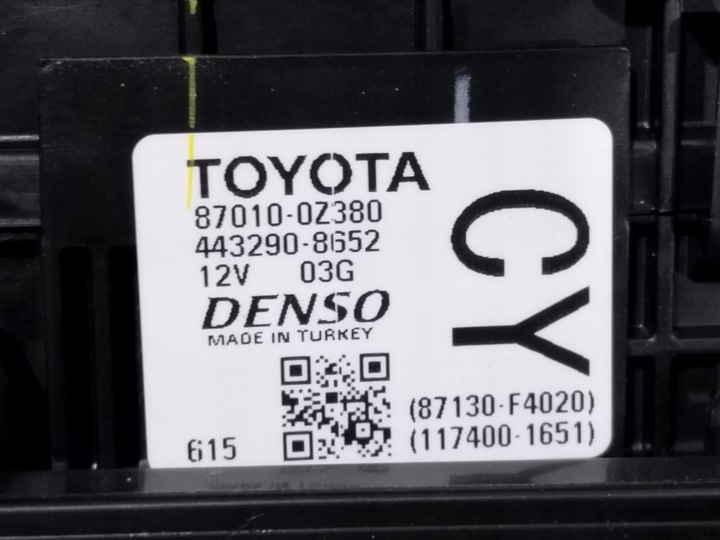 TOYOTA
87010-0Z380
443290-8652
12V 03G
DENSO
MADE IN TURKEY
CY
(87130-F4020)
(117400-1651)
615